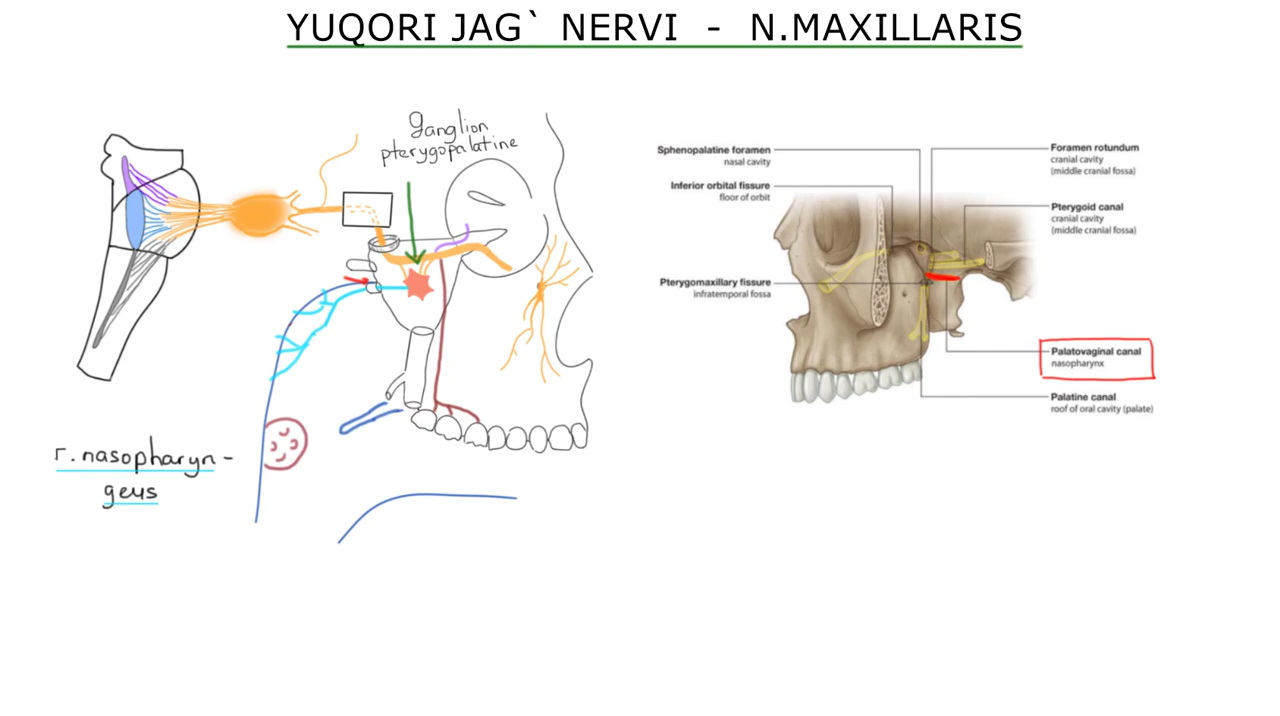 YUQORI JAG` NERVI - N.MAXILLARIS
Ganglion
pterygopalatine
r. nasopharyn-
geus
Sphenopalatine foramen
nasal cavity
Inferior orbital fissure
floor of orbit
Pterygomaxillary fissure
infratemporal fossa
Foramen rotundum
cranial cavity
(middle cranial fossa)
Pterygoid canal
cranial cavity
(middle cranial fossa)
Palatovaginal canal
nasopharynx
Palatine canal
roof of oral cavity (palate)